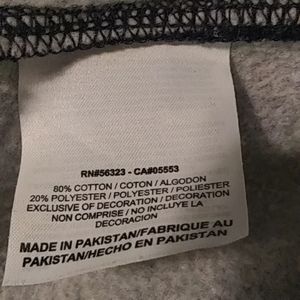 RN#56323 - CA#05553
80% COTTON / COTON / ALGODON
20% POLYESTER / POLYESTER / POLIESTER
EXCLUSIVE OF DECORATION / DECORATION
NON COMPRISE / NO INCLUYE LA
DECORACION
MADE IN PAKISTAN/FABRIQUE AU
PAKISTAN/HECHO EN PAKISTAN